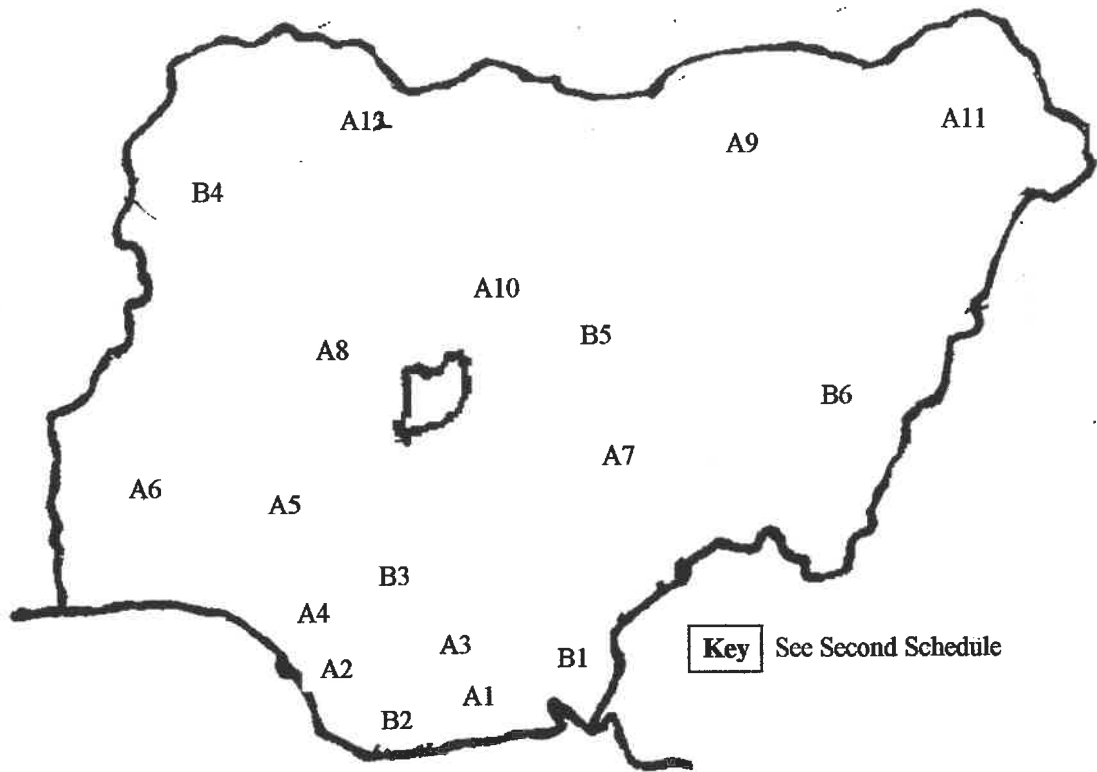 A12
A9
A11
B4
A10
B5
A8
B6
A7
A6
A5
B3
A4
A3
B1
Key See Second Schedule
A2
A1
B2